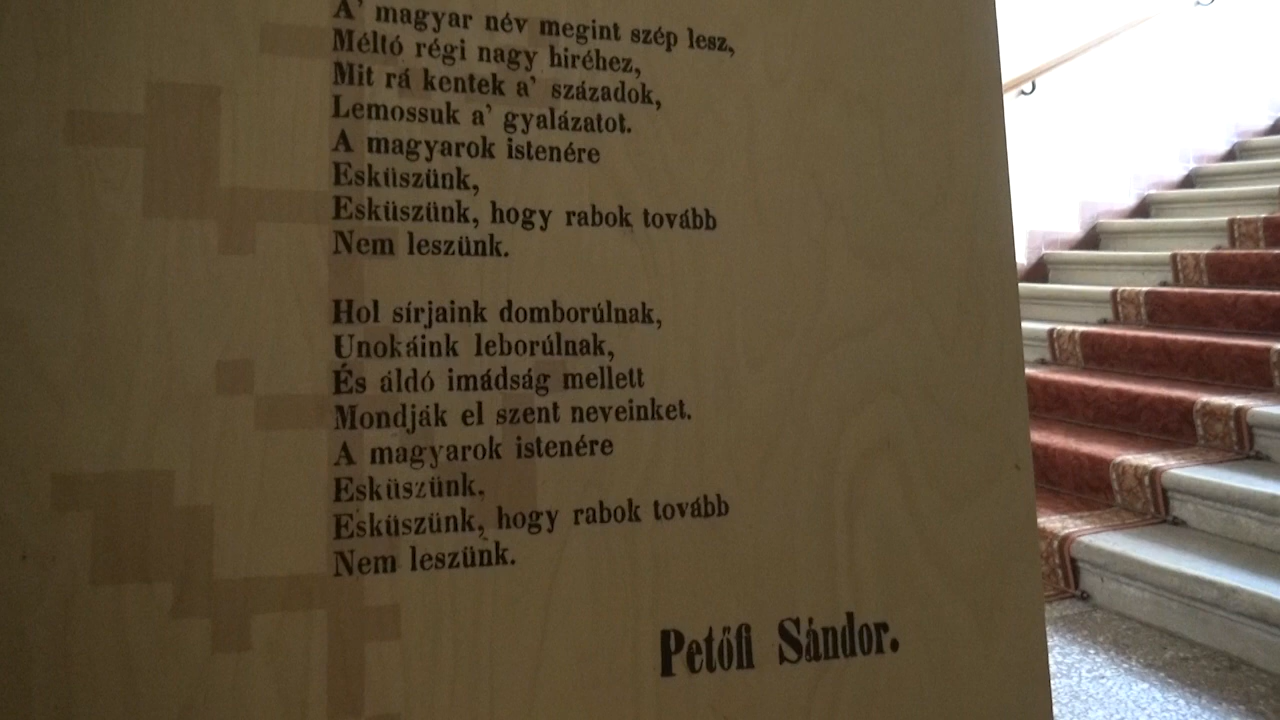 A' magyar név megint szép lesz,
Méltó régi nagy hiréhez,
Mit rá kentek a' századok,
Lemossuk a' gyalázatot.
A magyarok istenére
Esküszünk,
Esküszünk, hogy rabok tovább
Nem leszünk.
Hol sírjaink domborúlnak,
Unokáink leborúlnak,
És áldó imádság mellett
Mondják el szent neveinket.
A magyarok istenére
Esküszünk,
Esküszünk, hogy rabok tovább
Nem leszünk.
Petőfi Sándor.